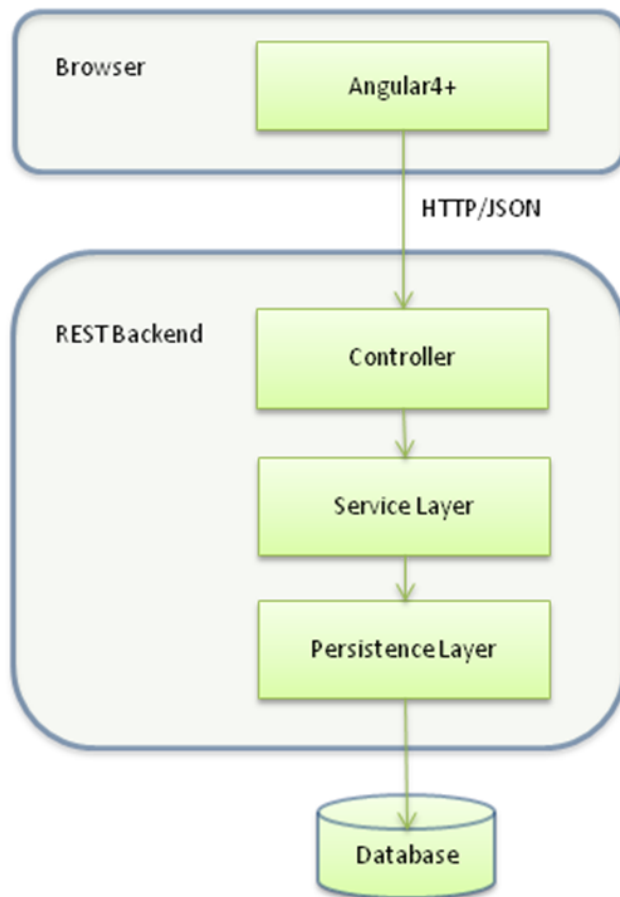 Browser
Angular4+
HTTP/JSON
REST Backend
Controller
Service Layer
Persistence Layer
Database